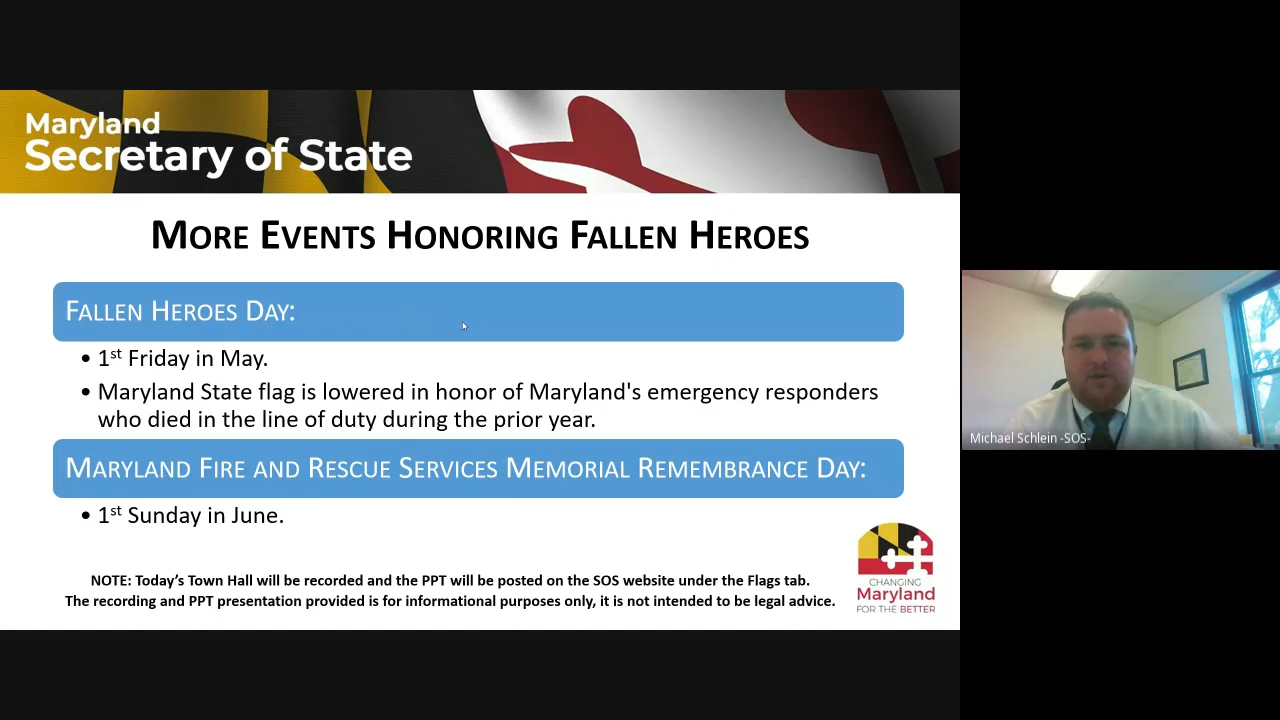 Maryland
Secretary of State
MORE EVENTS HONORING FALLEN HEROES
FALLEN HEROES DAY:
• 1st Friday in May.
• Maryland State flag is lowered in honor of Maryland's emergency responders
who died in the line of duty during the prior year.
MARYLAND FIRE AND RESCUE SERVICES MEMORIAL REMEMBRANCE DAY:
• 1st Sunday in June.
NOTE: Today's Town Hall will be recorded and the PPT will be posted on the SOS website under the Flags tab.
The recording and PPT presentation provided is for informational purposes only, it is not intended to be legal advice.
CHANGING
Maryland
FOR THE BETTER
Michael Schlein -SOS-